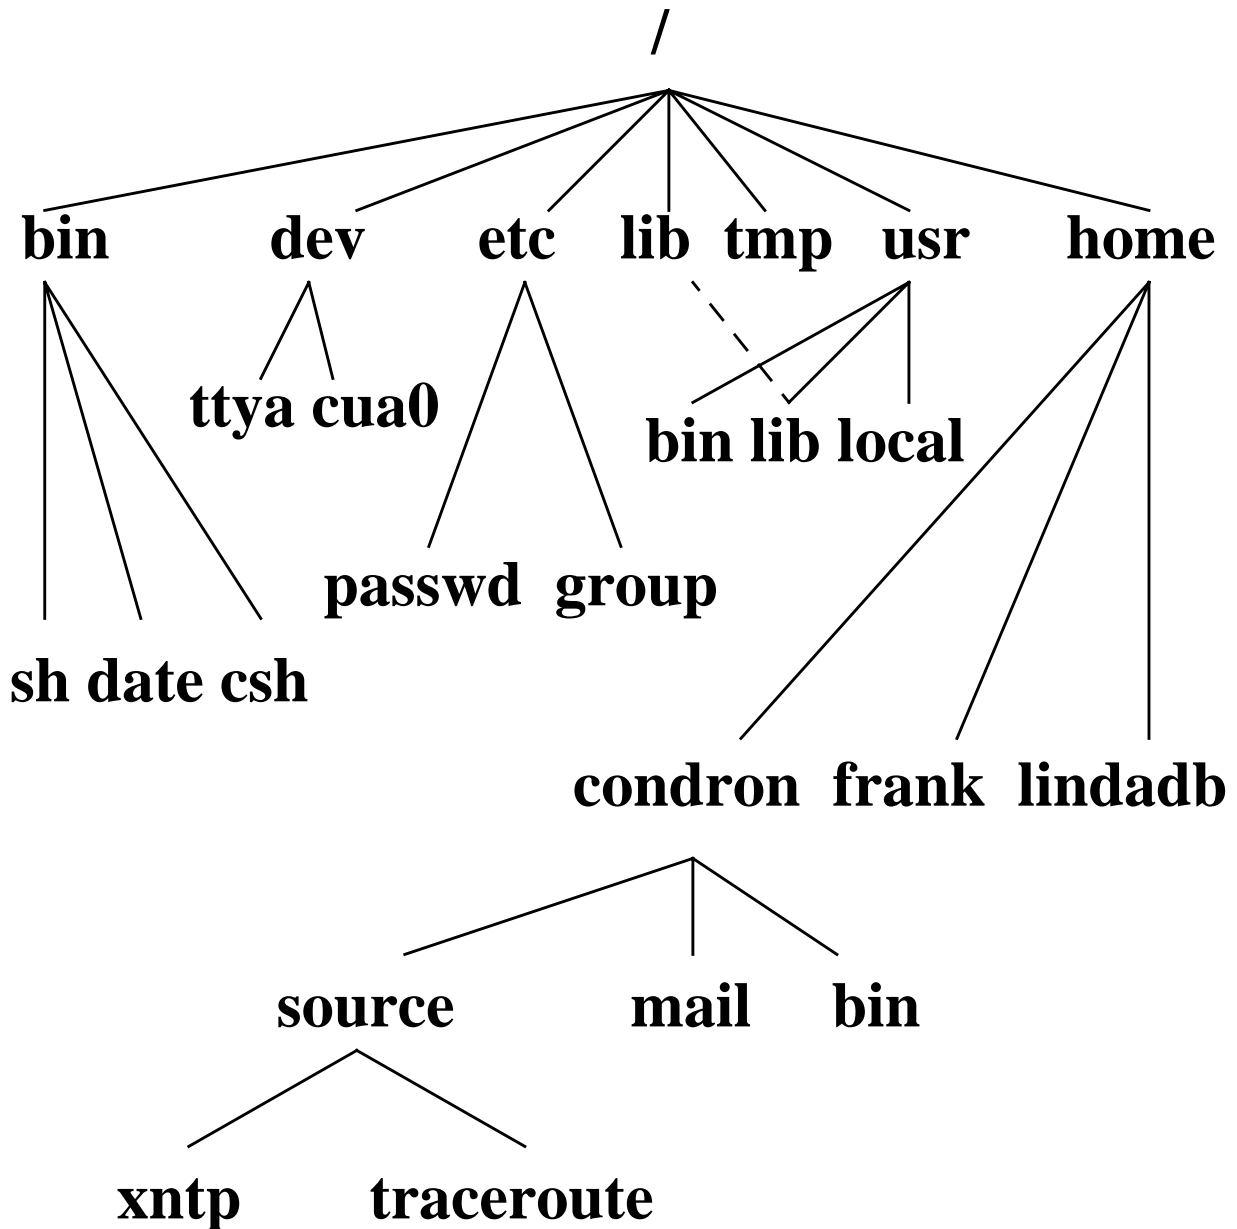 /
bin dev etc lib tmp usr home
ttya cua0
bin lib local
passwd group
sh date csh
condron frank lindadb
source mail bin
xntp traceroute